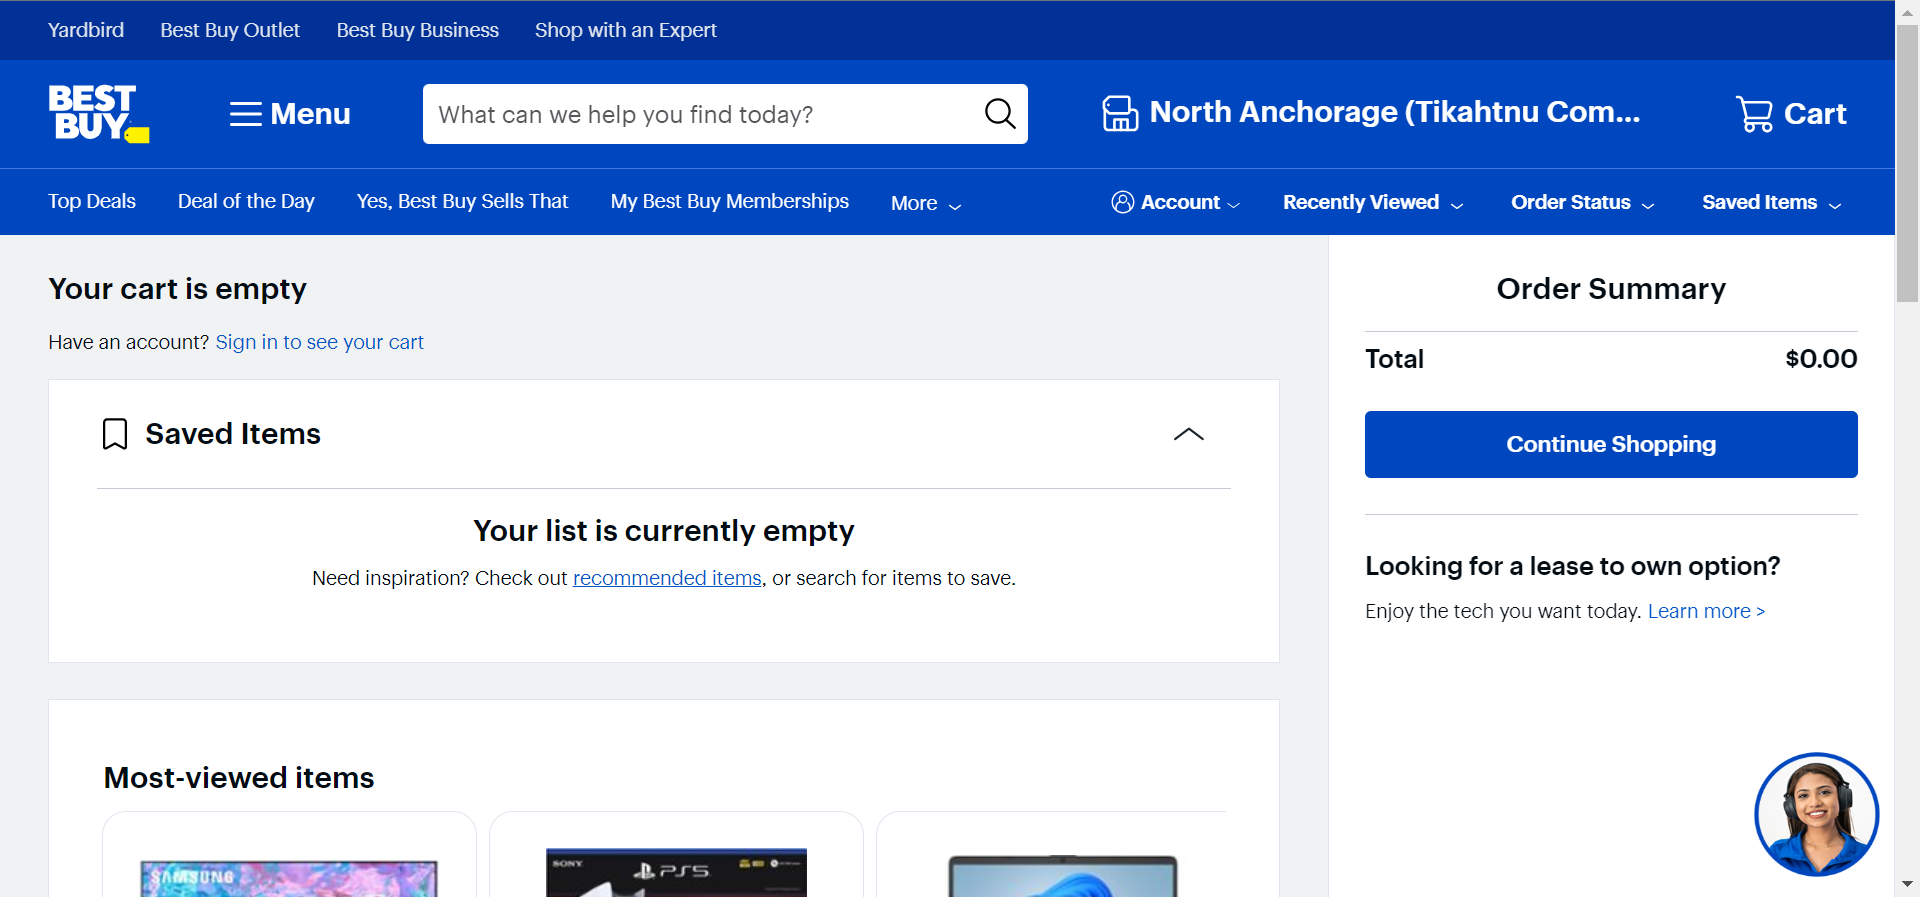 Yardbird Best Buy Outlet Best Buy Business Shop with an Expert
BEST
BUY
Menu
What can we help you find today?
North Anchorage (Tikahtnu Com...
Cart
Top Deals Deal of the Day Yes, Best Buy Sells That My Best Buy Memberships More
Account Recently Viewed Order Status Saved Items
Your cart is empty
Have an account? Sign in to see your cart
Saved Items
Your list is currently empty
Need inspiration? Check out recommended items, or search for items to save.
Most-viewed items
SAMSUNG
SONY
PS5
Order Summary
Total $0.00
Continue Shopping
Looking for a lease to own option?
Enjoy the tech you want today. Learn more >